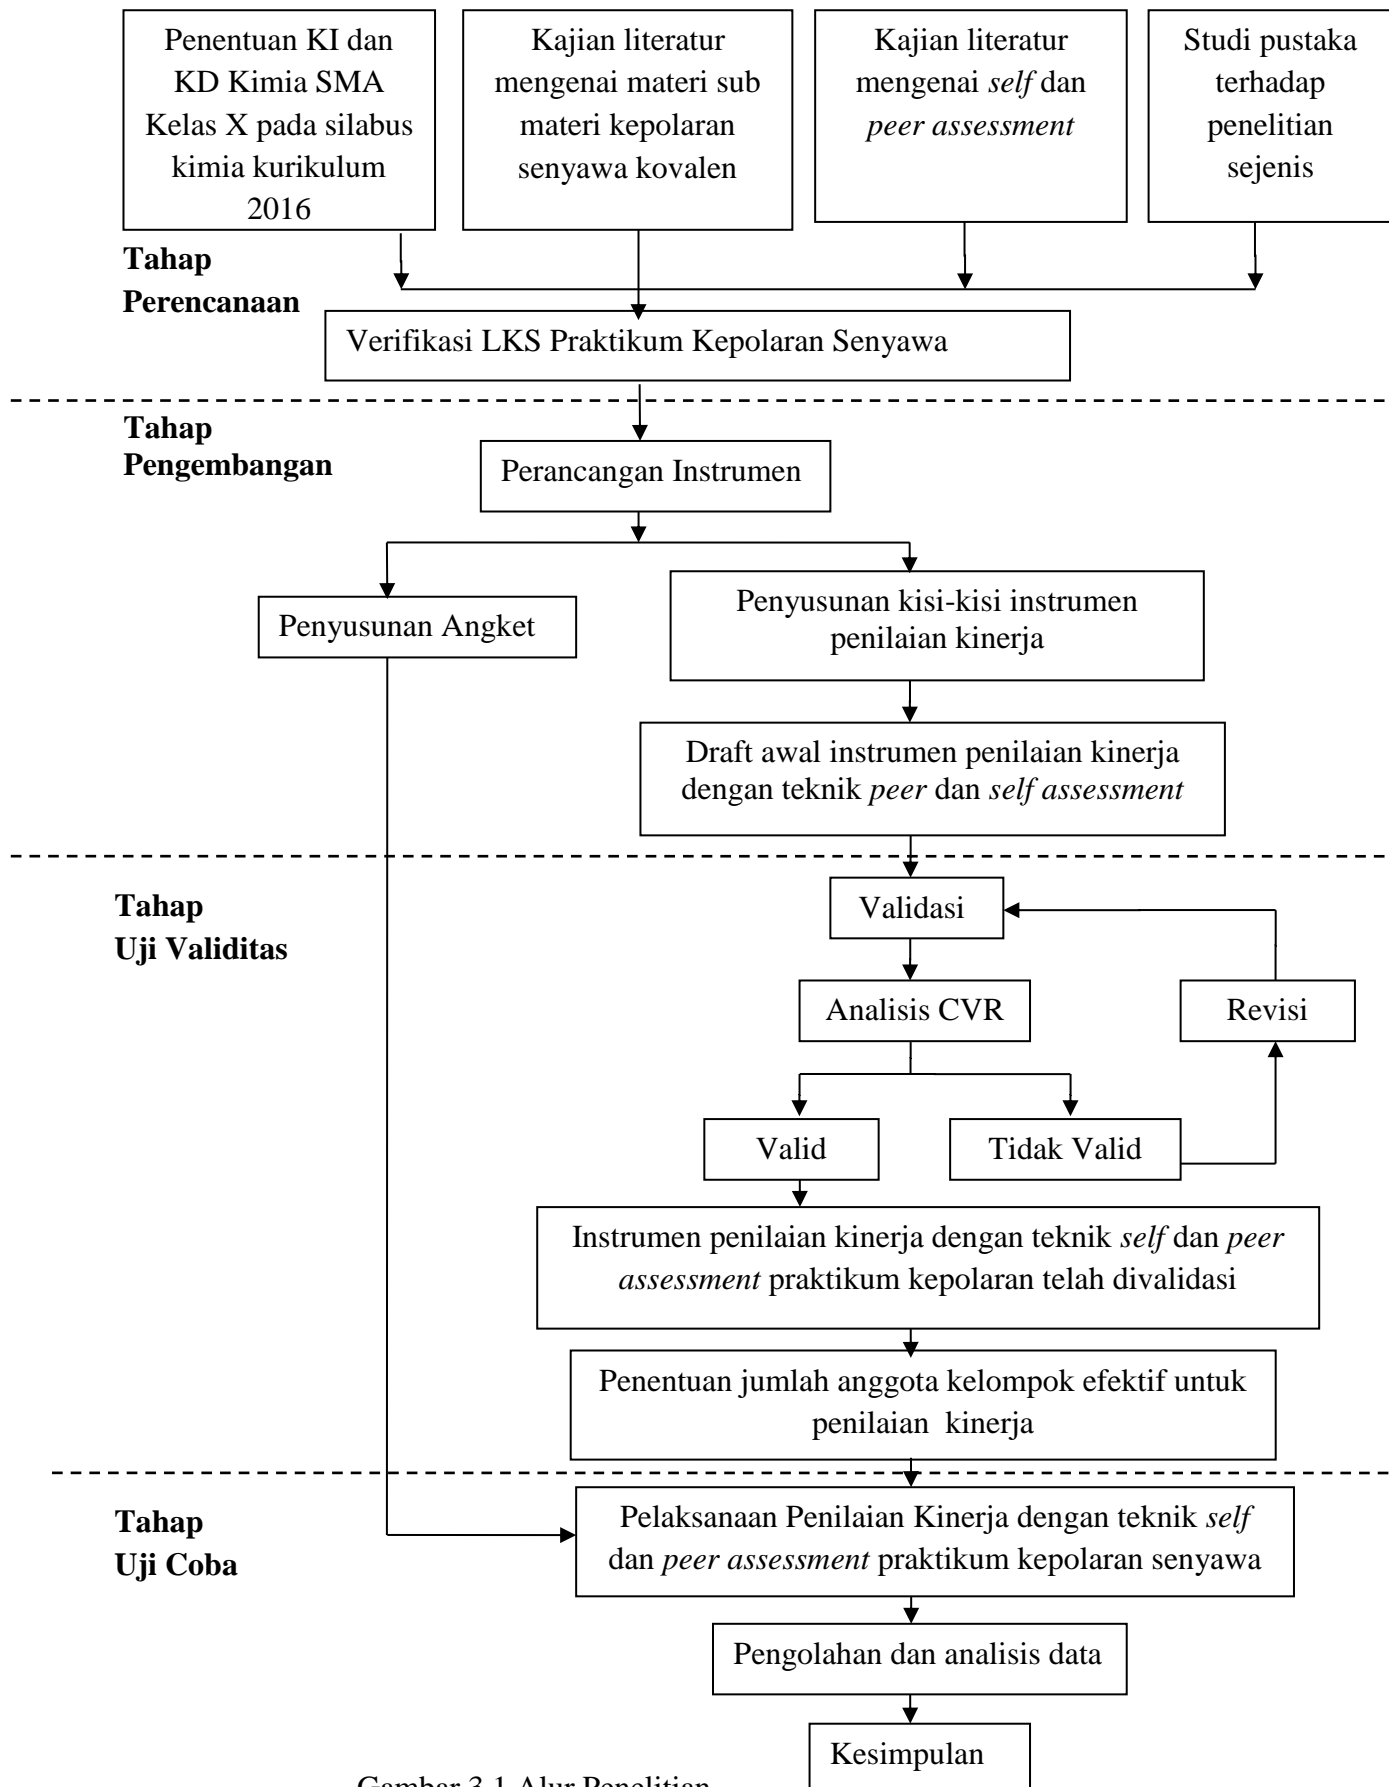 Penentuan KI dan
KD Kimia SMA
Kelas X pada silabus
kimia kurikulum
2016
Kajian literatur
mengenai materi sub
materi kepolaran
senyawa kovalen
Kajian literatur
mengenai self dan
peer assessment
Studi pustaka
terhadap
penelitian
sejenis
Tahap
Perencanaan
Verifikasi LKS Praktikum Kepolaran Senyawa
Tahap
Pengembangan
Perancangan Instrumen
Penyusunan Angket
Penyusunan kisi-kisi instrumen
penilaian kinerja
Draft awal instrumen penilaian kinerja
dengan teknik peer dan self assessment
Tahap
Uji Validitas
Validasi
Analisis CVR
Revisi
Valid
Tidak Valid
Instrumen penilaian kinerja dengan teknik self dan peer
assessment praktikum kepolaran telah divalidasi
Penentuan jumlah anggota kelompok efektif untuk
penilaian kinerja
Tahap
Uji Coba
Pelaksanaan Penilaian Kinerja dengan teknik self
dan peer assessment praktikum kepolaran senyawa
Pengolahan dan analisis data
Kesimpulan
Gambar 3.1 Alur Penelitian